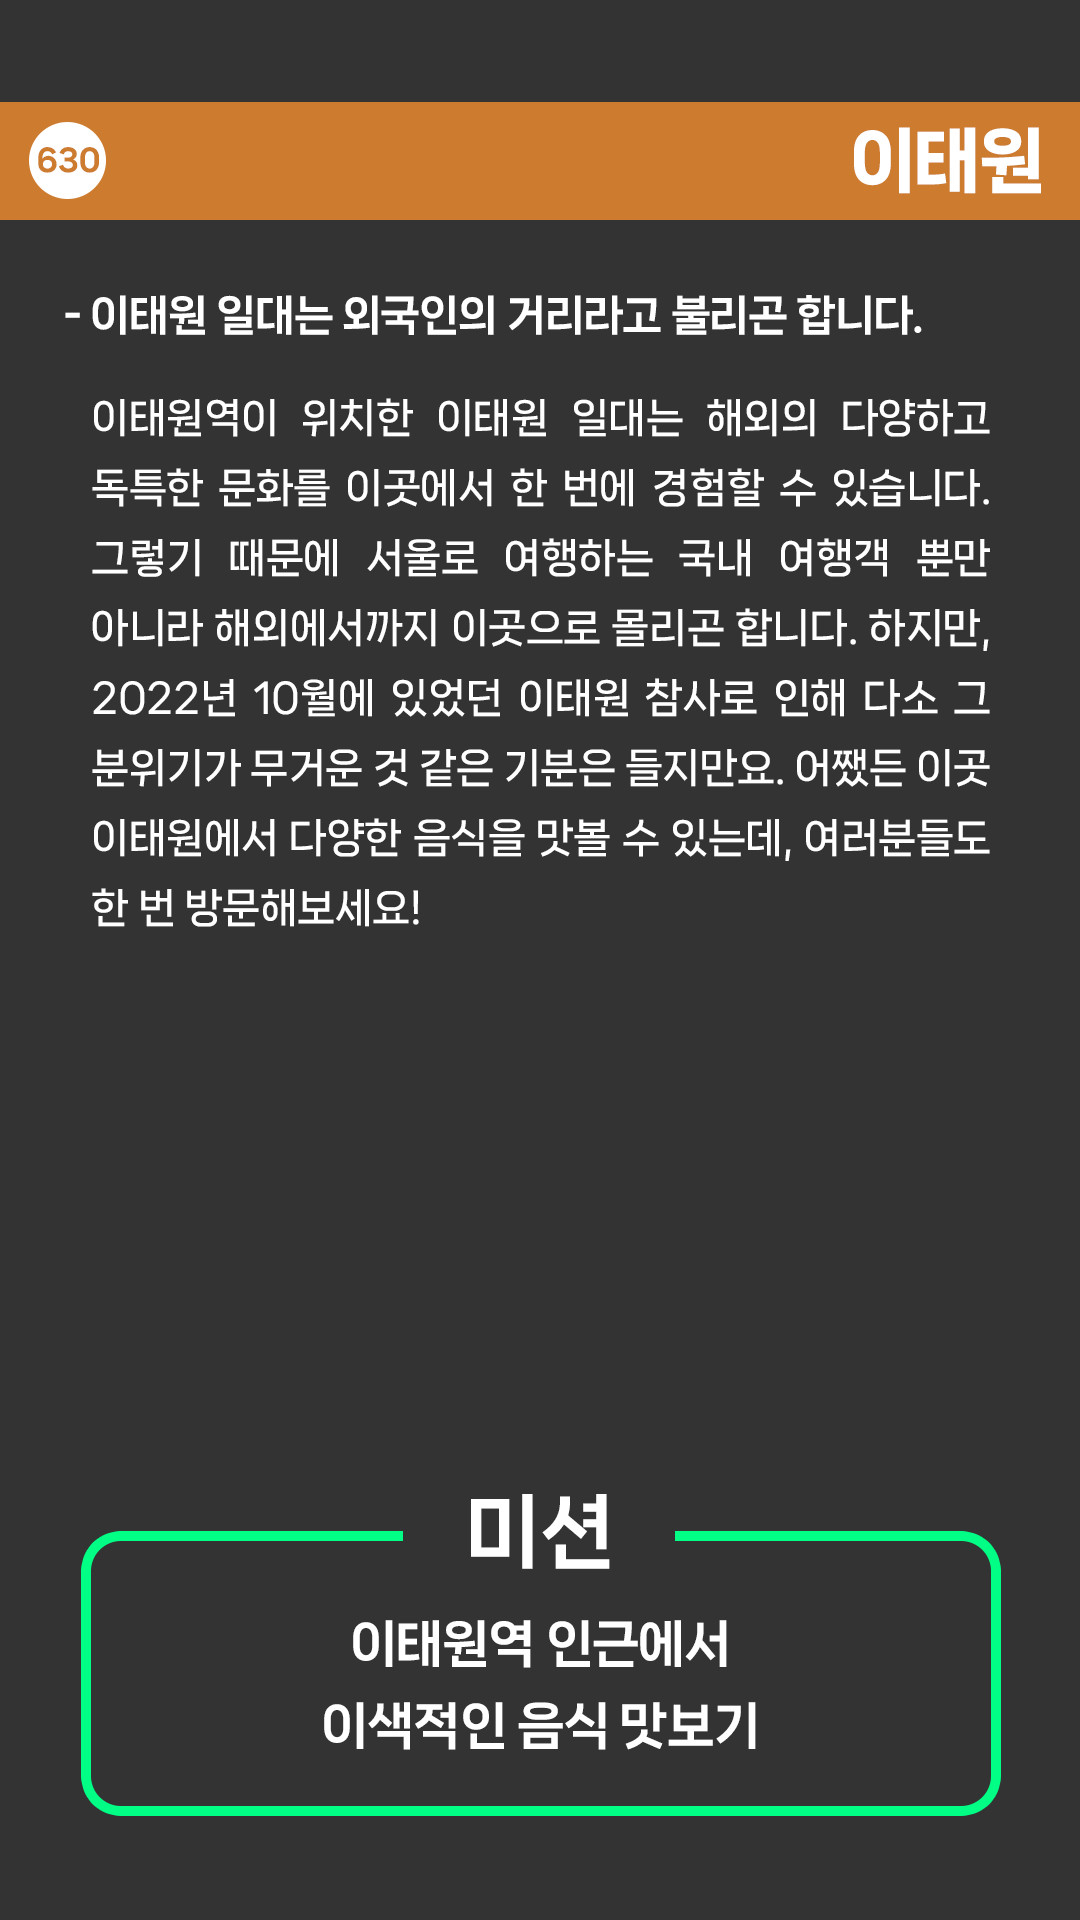 630
이태원
- 이태원 일대는 외국인의 거리라고 불리곤 합니다.
이태원역이 위치한 이태원 일대는 해외의 다양하고
독특한 문화를 이곳에서 한 번에 경험할 수 있습니다.
그렇기 때문에 서울로 여행하는 국내 여행객 뿐만
아니라 해외에서까지 이곳으로 몰리곤 합니다. 하지만,
2022년 10월에 있었던 이태원 참사로 인해 다소 그
분위기가 무거운 것 같은 기분은 들지만요. 어쨌든 이곳
이태원에서 다양한 음식을 맛볼 수 있는데, 여러분들도
한 번 방문해보세요!
미션
이태원역 인근에서
이색적인 음식 맛보기